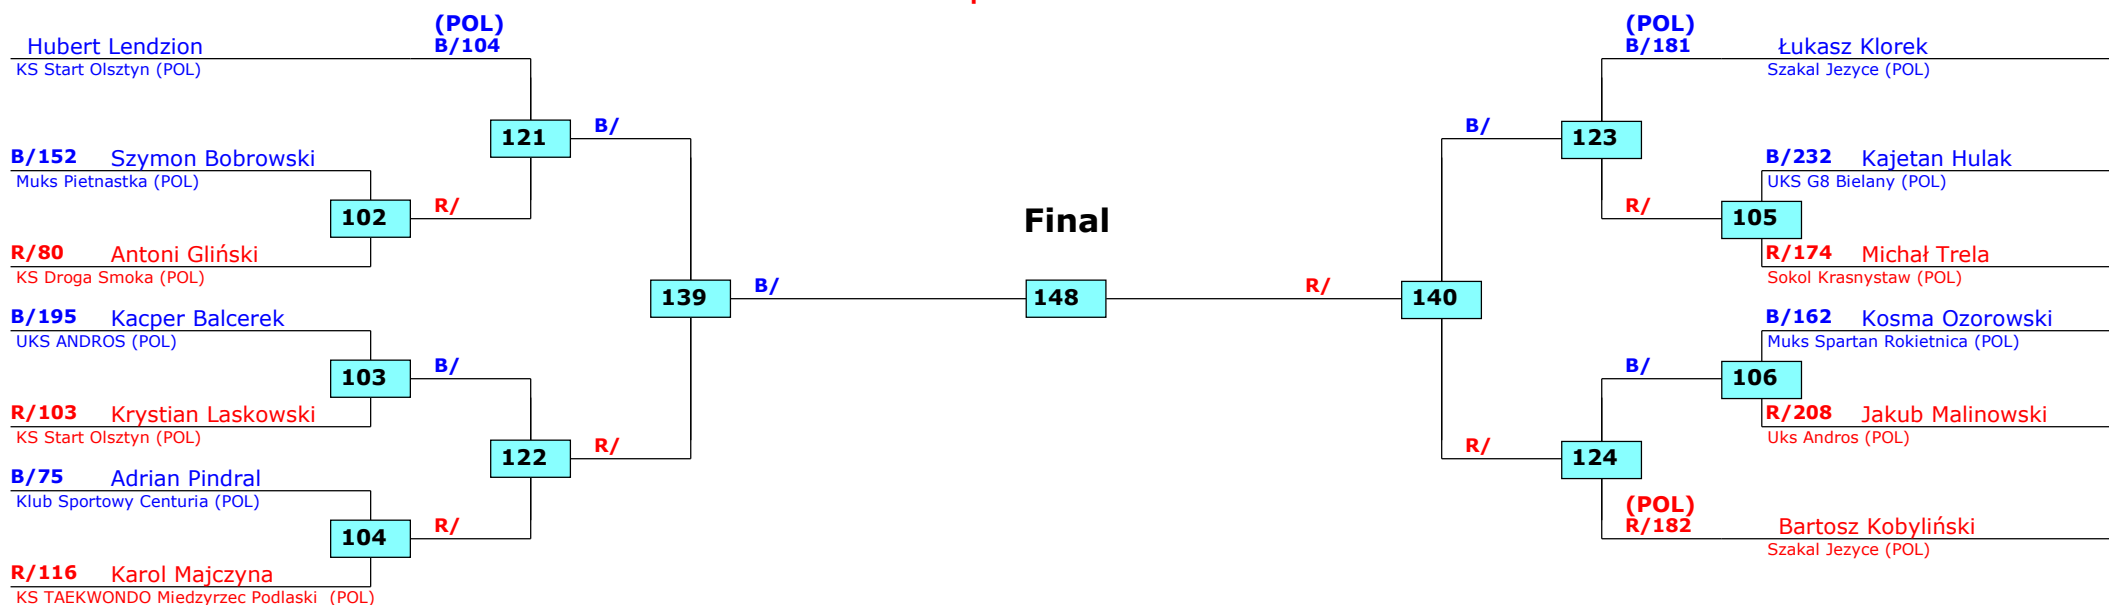 (POL)
Hubert Lendzion B/104
KS Start Olsztyn (POL)
121
B/
B/152 Szymon Bobrowski
Muks Pietnastka (POL)
102
R/
R/80 Antoni Gliński
KS Droga Smoka (POL)
139
B/
B/195 Kacper Balcerek
UKS ANDROS (POL)
103
B/
R/103 Krystian Laskowski
KS Start Olsztyn (POL)
122
R/
B/75 Adrian Pindral
Klub Sportowy Centuria (POL)
104
R/
R/116 Karol Majczyna
KS TAEKWONDO Miedzyrzec Podlaski (POL)
Final
148
(POL)
B/181 Łukasz Klorek
Szakal Jezyce (POL)
B/
123
B/232 Kajetan Hulak
UKS G8 Bielany (POL)
R/
105
R/174 Michał Trela
Sokol Krasnystaw (POL)
R/
140
B/162 Kosma Ozorowski
Muks Spartan Rokietnica (POL)
B/
106
R/208 Jakub Malinowski
Uks Andros (POL)
R/
124
(POL)
R/182 Bartosz Kobyliński
Szakal Jezyce (POL)